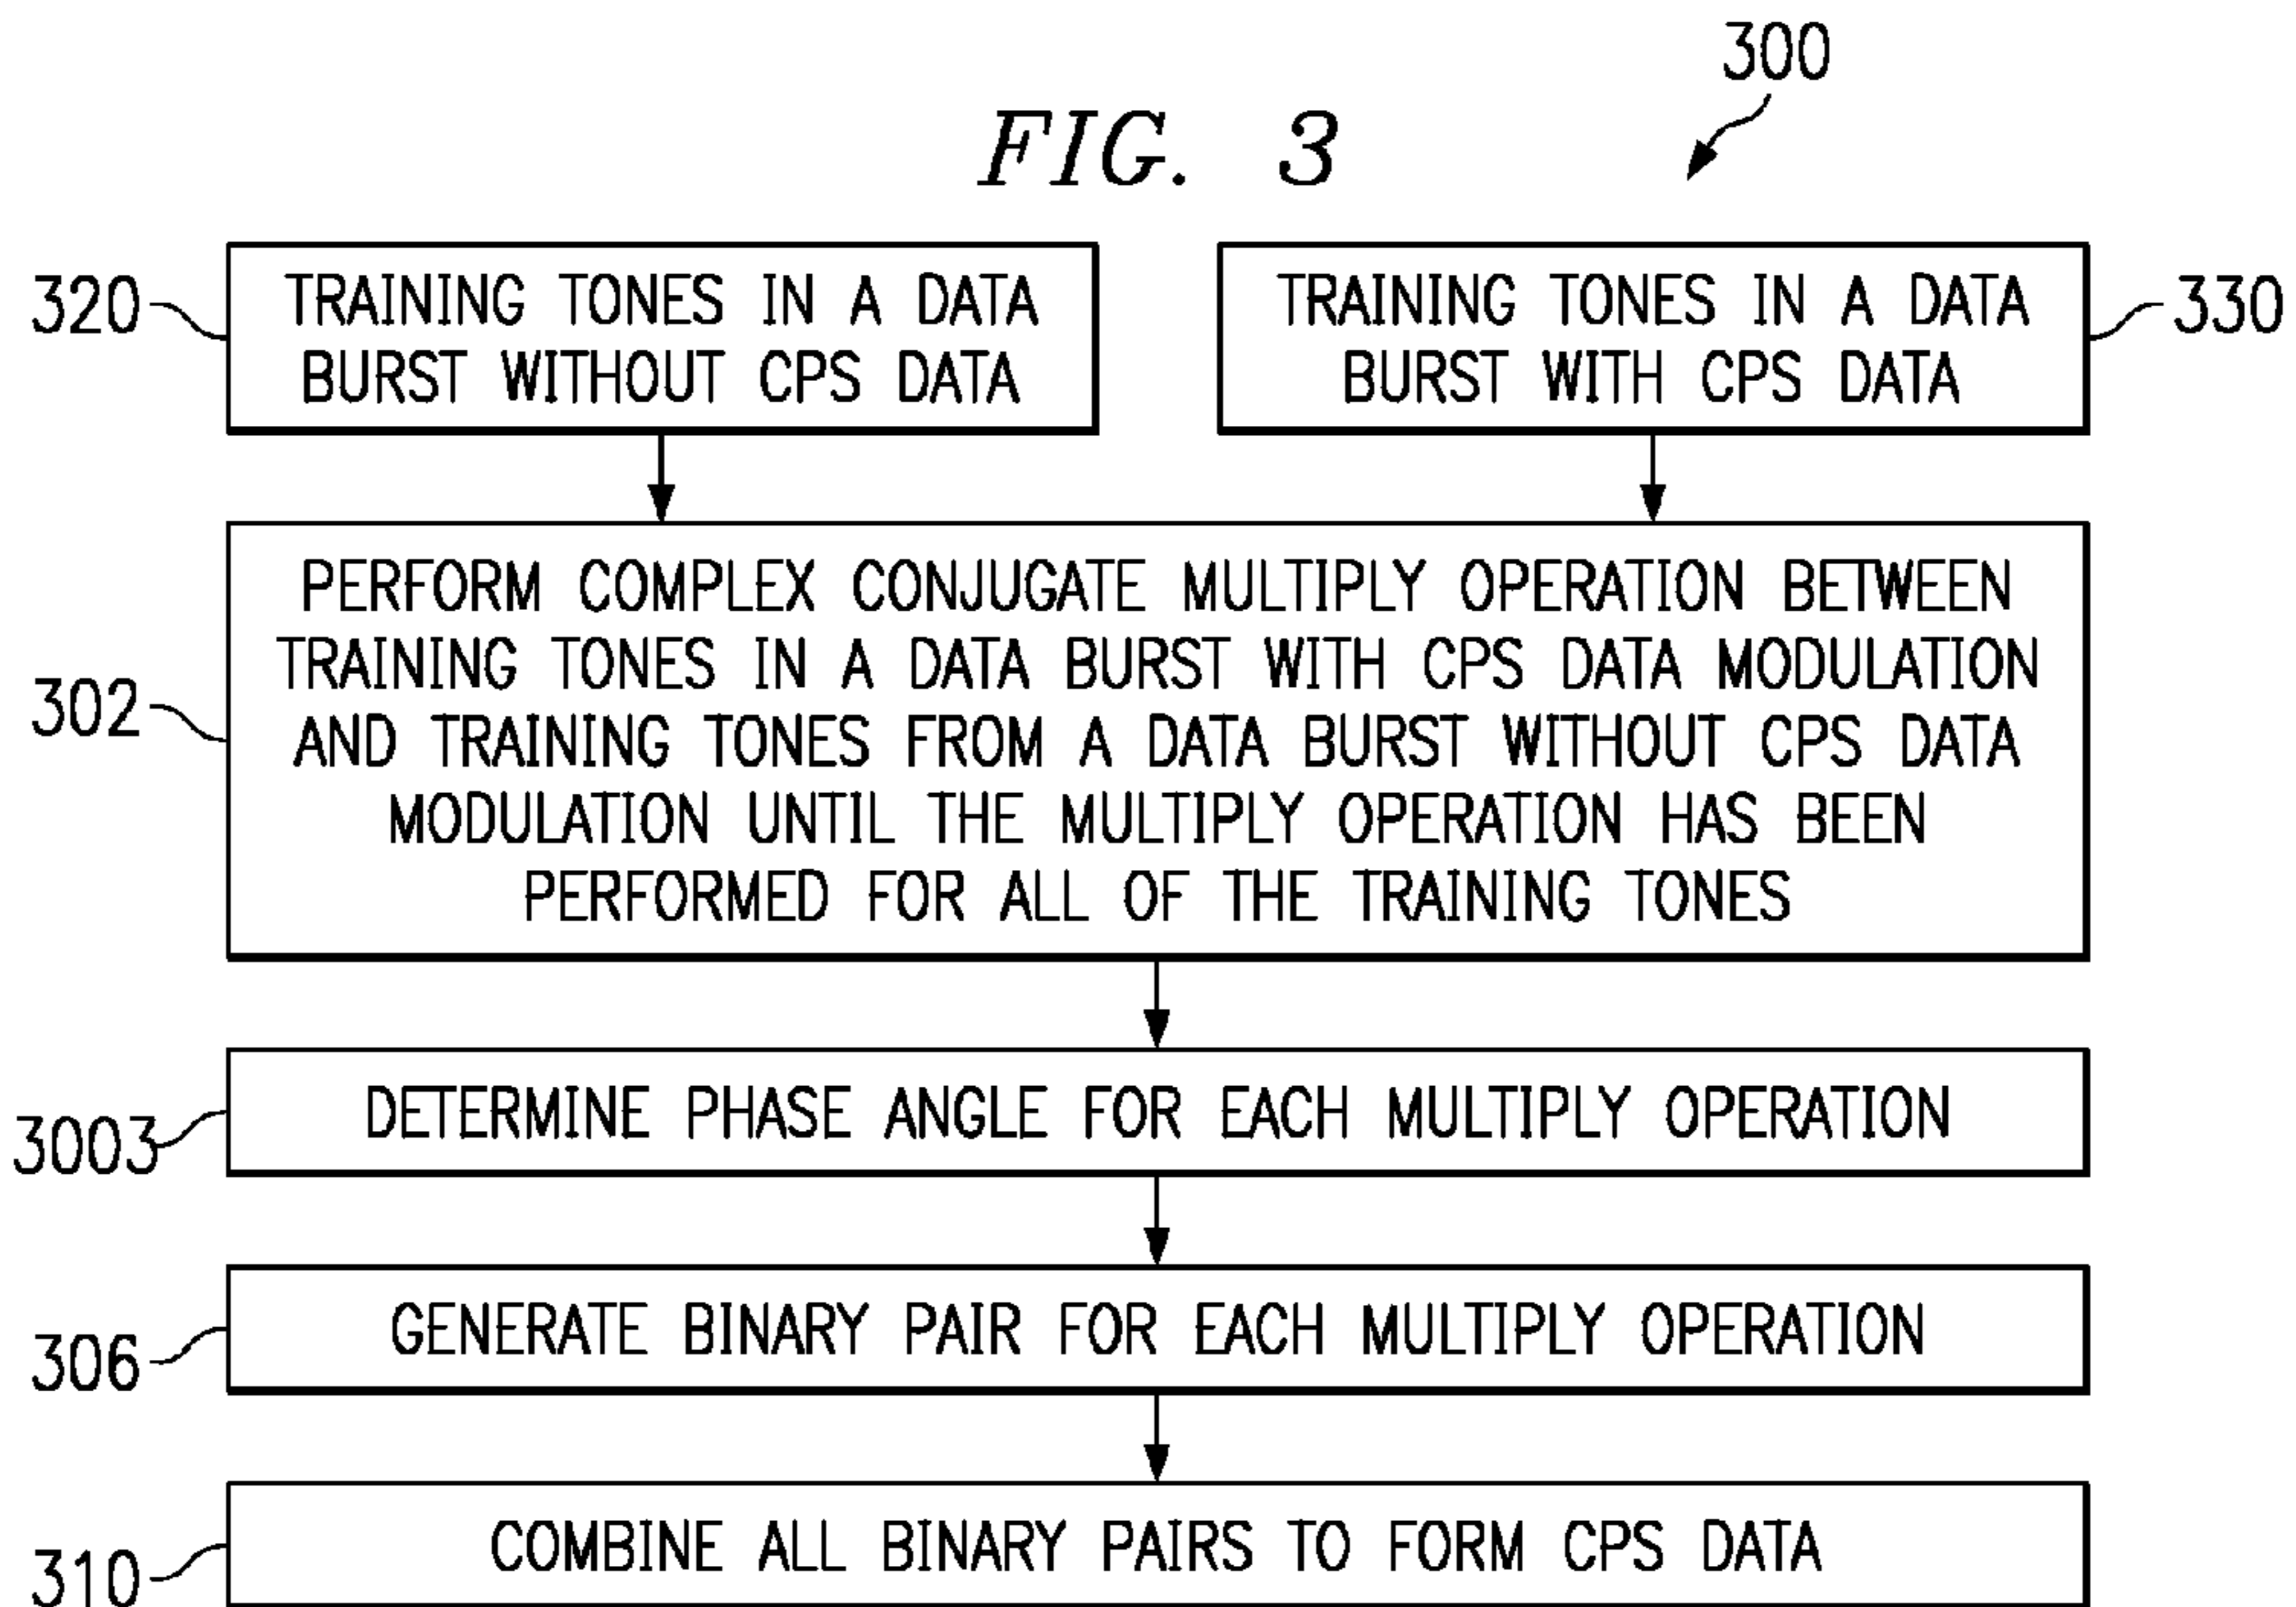 300
FIG. 3
320
TRAINING TONES IN A DATA
BURST WITHOUT CPS DATA
TRAINING TONES IN A DATA
BURST WITH CPS DATA
330
302
PERFORM COMPLEX CONJUGATE MULTIPLY OPERATION BETWEEN
TRAINING TONES IN A DATA BURST WITH CPS DATA MODULATION
AND TRAINING TONES FROM A DATA BURST WITHOUT CPS DATA
MODULATION UNTIL THE MULTIPLY OPERATION HAS BEEN
PERFORMED FOR ALL OF THE TRAINING TONES
3003
DETERMINE PHASE ANGLE FOR EACH MULTIPLY OPERATION
306
GENERATE BINARY PAIR FOR EACH MULTIPLY OPERATION
310
COMBINE ALL BINARY PAIRS TO FORM CPS DATA